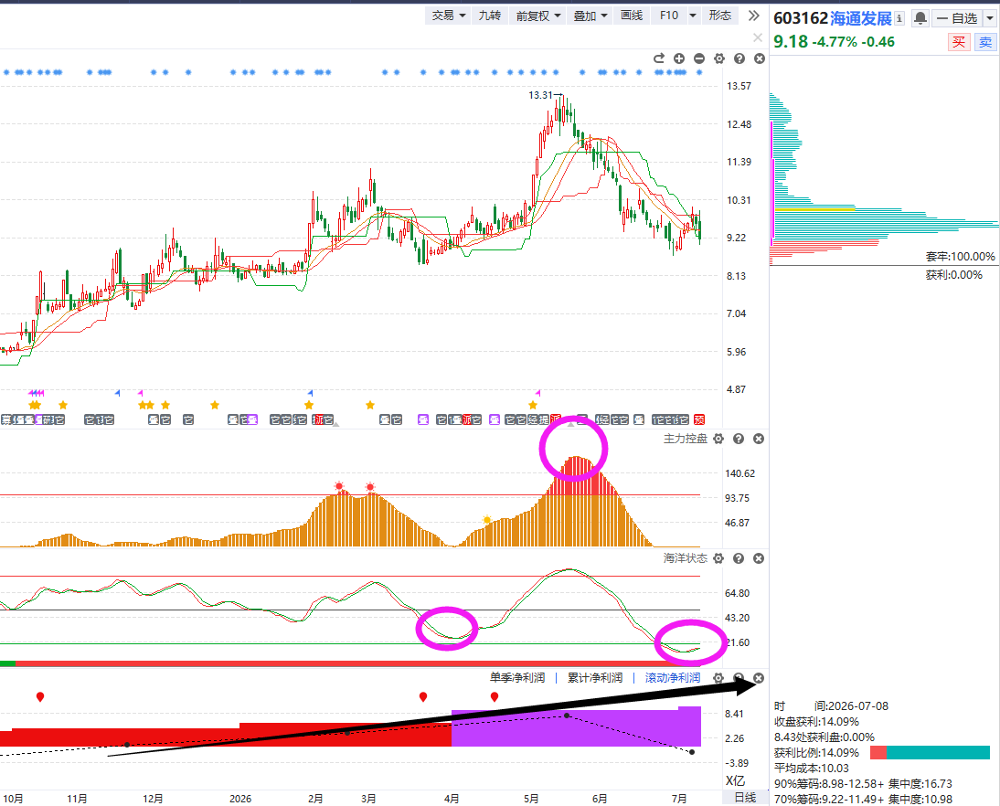 交易 九转 前复权 叠加 画线 F10 形态
603162 海通发展 自选
9.18 -4.77% -0.46 买 卖
13.57
13.31
12.48
11.39
10.31
9.22
8.13
7.04
5.96
4.87
套牢:100.00%
获利:0.00%
主力控盘
140.62
93.75
46.87
海洋状态
64.80
43.20
21.60
单季净利润 累计净利润 滚动净利润
8.41
2.26
-3.89
X亿
10月 11月 12月 2026 2月 3月 4月 5月 6月 7月 日线
时 间:2026-07-08
收盘获利:14.09%
8.43处获利盘:0.00%
获利比例:14.09%
平均成本:10.03
90%筹码:8.98-12.58+ 集中度:16.73
70%筹码:9.22-11.49+ 集中度:10.98